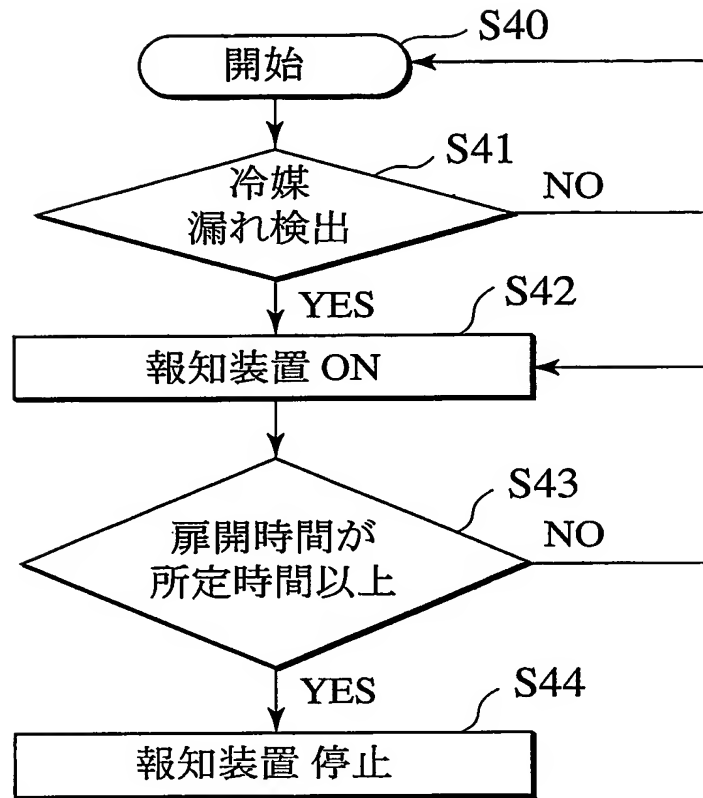 S40
開始
S41
冷媒
漏れ検出
NO
YES
S42
報知装置 ON
S43
扉開時間が
所定時間以上
NO
YES
S44
報知装置 停止